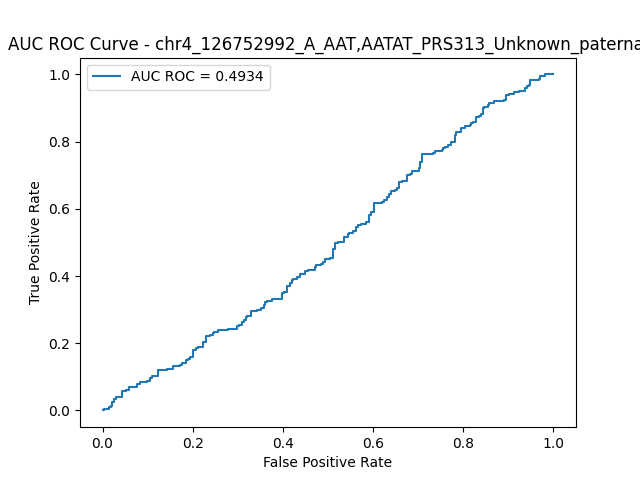 AUC ROC Curve - chr4_126752992_A_AAT,AATAT_PRS313_Unknown_paterna
AUC ROC = 0.4934
1.0
0.8
0.6
0.4
0.2
0.0
True Positive Rate
0.0 0.2 0.4 0.6 0.8 1.0
False Positive Rate